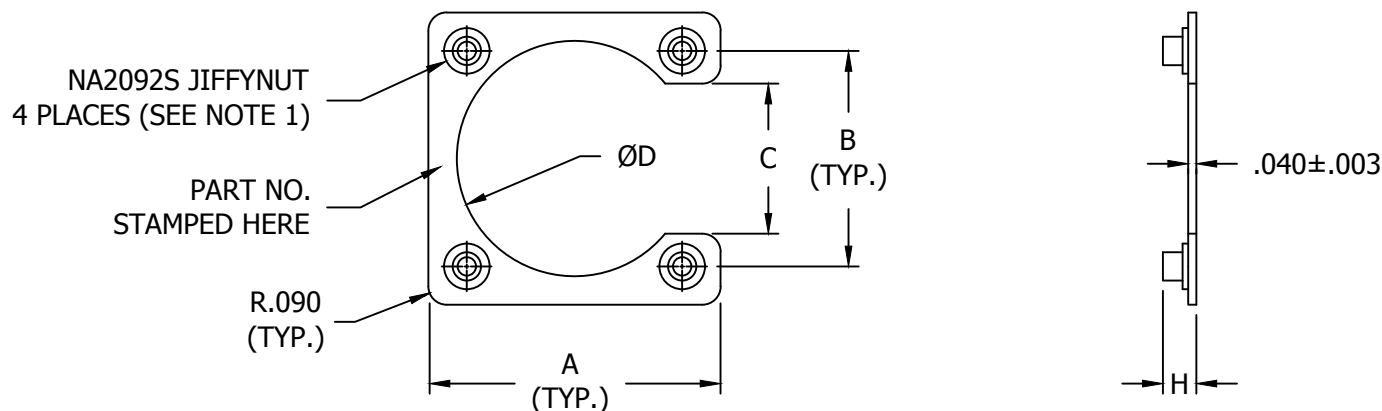 NA2092S JIFFYNUT
4 PLACES (SEE NOTE 1)
PART NO.
STAMPED HERE
R.090
(TYP.)
ØD
C
B
(TYP.)
A
(TYP.)
.040±.003
H